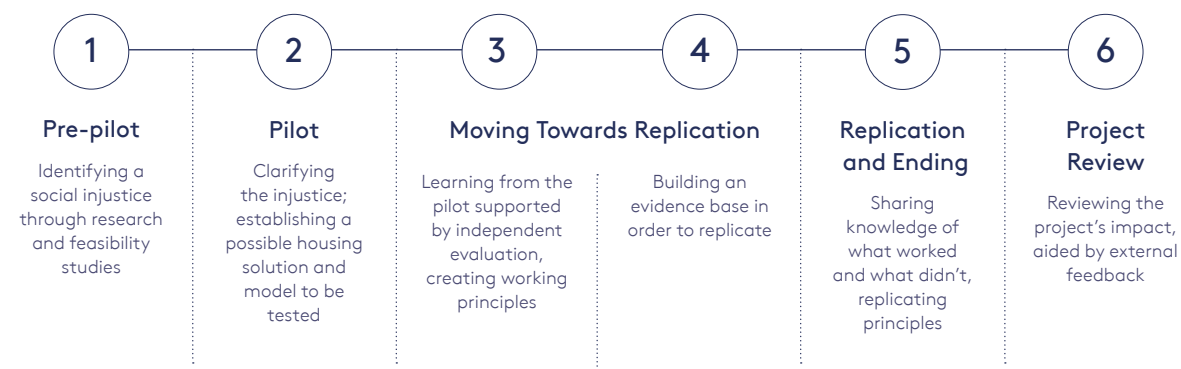 1
2
3
4
5
6
Pre-pilot
Identifying a
social injustice
through research
and feasibility
studies
Pilot
Clarifying
the injustice;
establishing a
possible housing
solution and
model to be
tested
Moving Towards Replication
Learning from the
pilot supported
by independent
evaluation,
creating working
principles
Building an
evidence base in
order to replicate
Replication
and Ending
Sharing
knowledge of
what worked
and what didn’t,
replicating
principles
Project
Review
Reviewing the
project’s impact,
aided by external
feedback